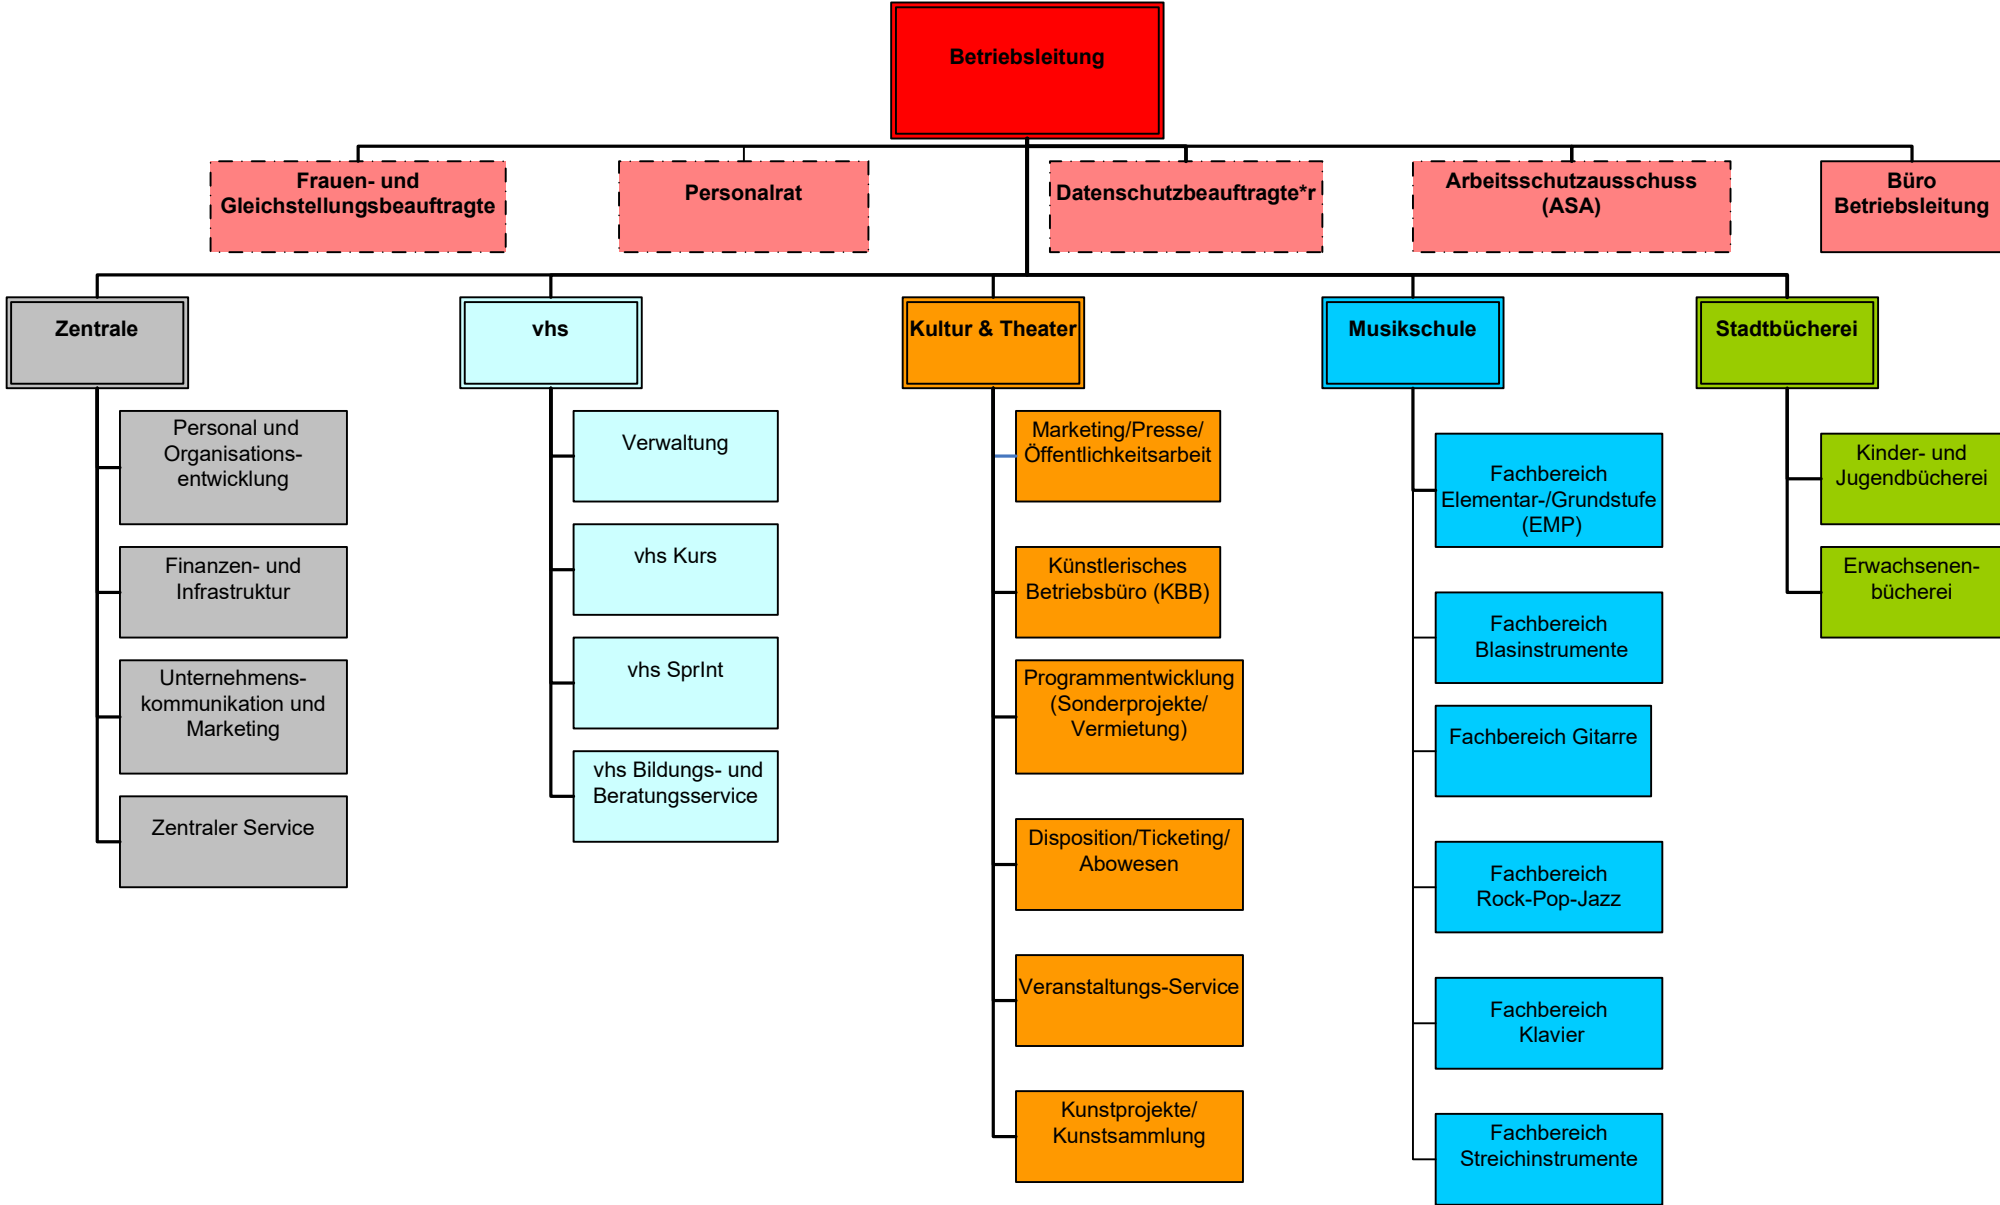 Betriebsleitung
Frauen- und
Gleichstellungsbeauftragte
Personalrat
Datenschutzbeauftragte*r
Arbeitsschutzausschuss
(ASA)
Büro
Betriebsleitung
Zentrale
vhs
Kultur & Theater
Musikschule
Stadtbücherei
Personal und
Organisations-
entwicklung
Finanzen- und
Infrastruktur
Unternehmens-
kommunikation und
Marketing
Zentraler Service
Verwaltung
vhs Kurs
vhs SprInt
vhs Bildungs- und
Beratungsservice
Marketing/Presse/
Öffentlichkeitsarbeit
Künstlerisches
Betriebsbüro (KBB)
Programmentwicklung
(Sonderprojekte/
Vermietung)
Disposition/Ticketing/
Abowesen
Veranstaltungs-Service
Kunstprojekte/
Kunstsammlung
Fachbereich
Elementar-/Grundstufe
(EMP)
Fachbereich
Blasinstrumente
Fachbereich Gitarre
Fachbereich
Rock-Pop-Jazz
Fachbereich
Klavier
Fachbereich
Streichinstrumente
Kinder- und
Jugendbücherei
Erwachsenen-
bücherei